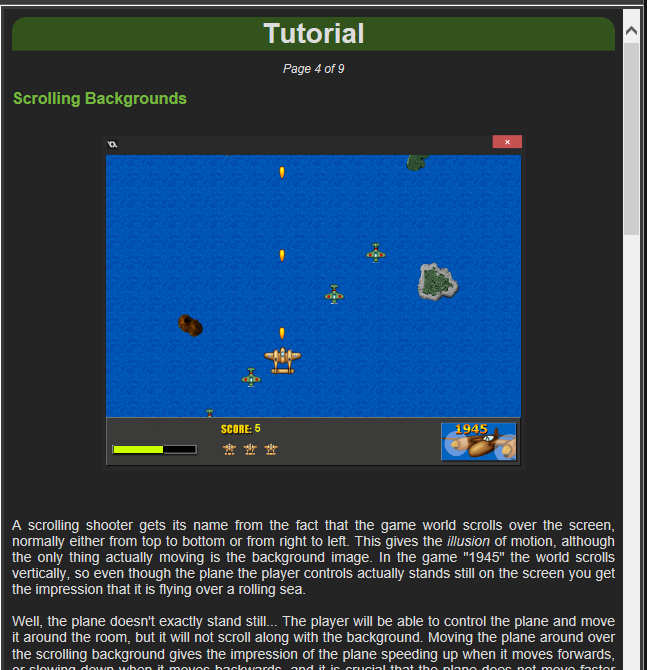 Tutorial
Page 4 of 9
Scrolling Backgrounds
SCORE: 5
1945
A scrolling shooter gets its name from the fact that the game world scrolls over the screen,
normally either from top to bottom or from right to left. This gives the illusion of motion, although
the only thing actually moving is the background image. In the game "1945" the world scrolls
vertically, so even though the plane the player controls actually stands still on the screen you get
the impression that it is flying over a rolling sea.
Well, the plane doesn't exactly stand still... The player will be able to control the plane and move
it around the room, but it will not scroll along with the background. Moving the plane around over
the scrolling background gives the impression of the plane speeding up when it moves forwards,
or slowing down when it moves backwards, and it is crucial that the plane does not move faster